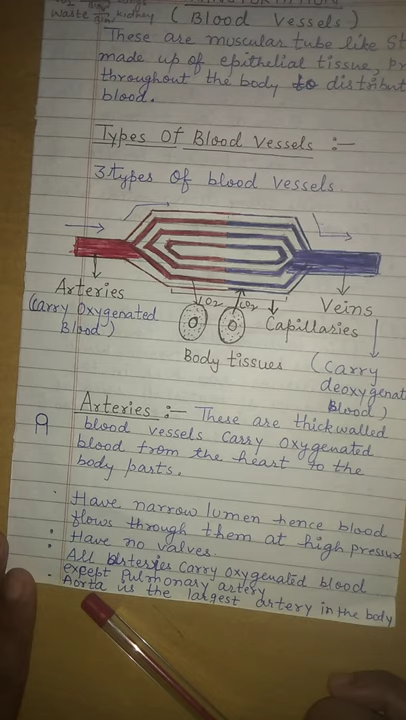 waste kidney (Blood Vessels)
These are muscular tube like
made up of epithelial tissue,
throughout the body to distribut
blood.
Types Of Blood Vessels :-
3 types of blood vessels.
Arteries
(Carry Oxygenated
Blood)
O2
CO2
Capillaries
Body tissues
Veins
(Carry
deoxygenat
Blood)
A
Arteries :- These are thickwalled
blood vessels carry oxygenated
blood from the heart to the
body parts.
Have narrow lumen hence blood
flows through them at high pressur
• Have no valves.
• All arteries carry oxygenated blood
except Pulmonary artery
• Aorta is the largest artery in the body